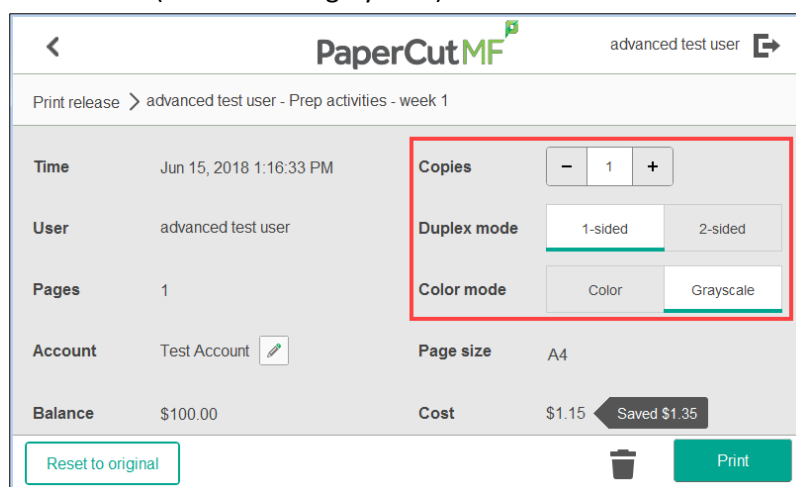 PaperCutMF
advanced test user
Print release > advanced test user - Prep activities - week 1
Time Jun 15, 2018 1:16:33 PM Copies - 1 +
User advanced test user Duplex mode 1-sided 2-sided
Pages 1 Color mode Color Grayscale
Account Test Account Page size A4
Balance $100.00 Cost $1.15 Saved $1.35
Reset to original Print